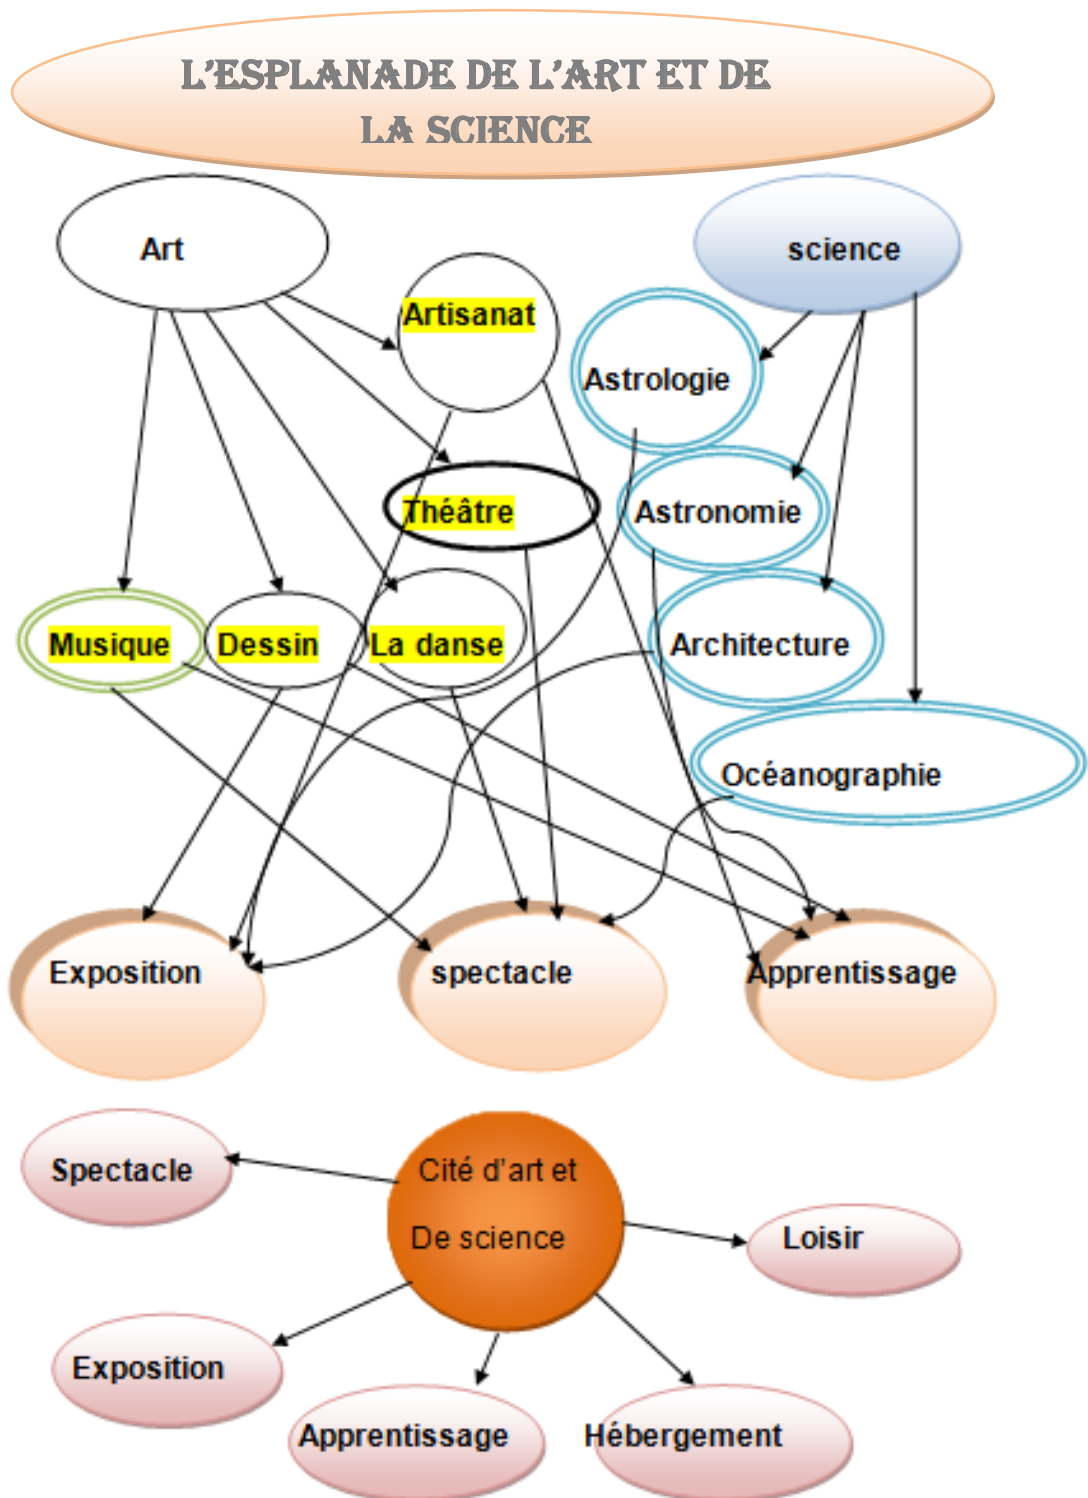 L'ESPLANADE DE L'ART ET DE
LA SCIENCE
Art
science
Artisanat
Astrologie
Théâtre
Astronomie
Musique
Dessin
La danse
Architecture
Océanographie
Exposition
spectacle
Apprentissage
Cité d'art et
De science
Spectacle
Loisir
Exposition
Apprentissage
Hébergement